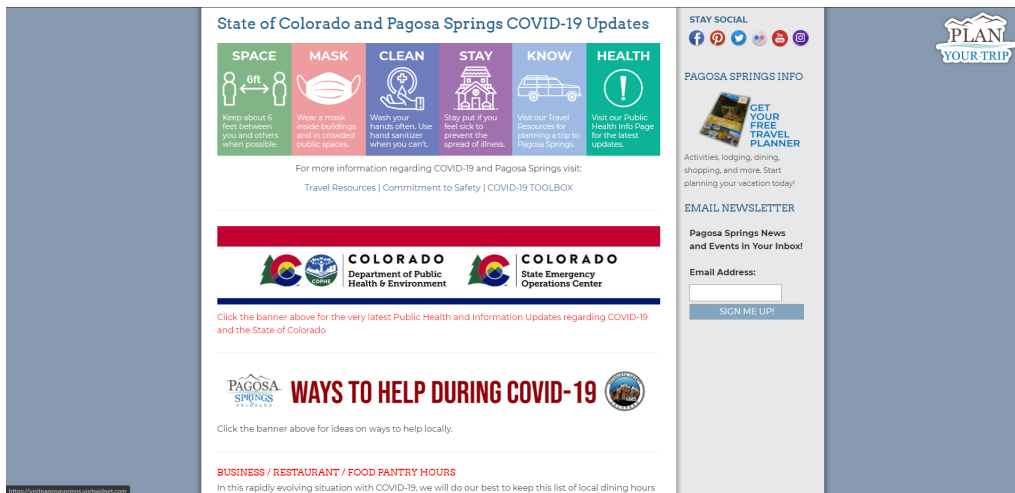 State of Colorado and Pagosa Springs COVID-19 Updates
SPACE
6ft
Keep about 6
feet between
you and others
when possible.
MASK
Wear a mask
inside buildings
and in crowded
public spaces.
CLEAN
Wash your
hands often. Use
hand sanitizer
when you can't.
STAY
Stay put if you
feel sick to
prevent the
spread of illness.
KNOW
Visit our Travel
Resources for
planning a trip to
Pagosa Springs.
HEALTH
Visit our Public
Health Info Page
for the latest
updates.
For more information regarding COVID-19 and Pagosa Springs visit:
Travel Resources | Commitment to Safety | COVID-19 TOOLBOX
CDPHE
COLORADO
Department of Public
Health & Environment
COLORADO
State Emergency
Operations Center
Click the banner above for the very latest Public Health and Information Updates regarding COVID-19
and the State of Colorado
PAGOSA
SPRINGS
COLORADO
WAYS TO HELP DURING COVID-19
Click the banner above for ideas on ways to help locally.
BUSINESS / RESTAURANT / FOOD PANTRY HOURS
In this rapidly evolving situation with COVID-19, we will do our best to keep this list of local dining hours
STAY SOCIAL
PAGOSA SPRINGS INFO
GET
YOUR
FREE
TRAVEL
PLANNER
Activities, lodging, dining,
shopping, and more. Start
planning your vacation today!
EMAIL NEWSLETTER
Pagosa Springs News
and Events in Your Inbox!
Email Address:
SIGN ME UP!
PLAN
YOUR TRIP
https://visitpagosasprings.visitwidget.com